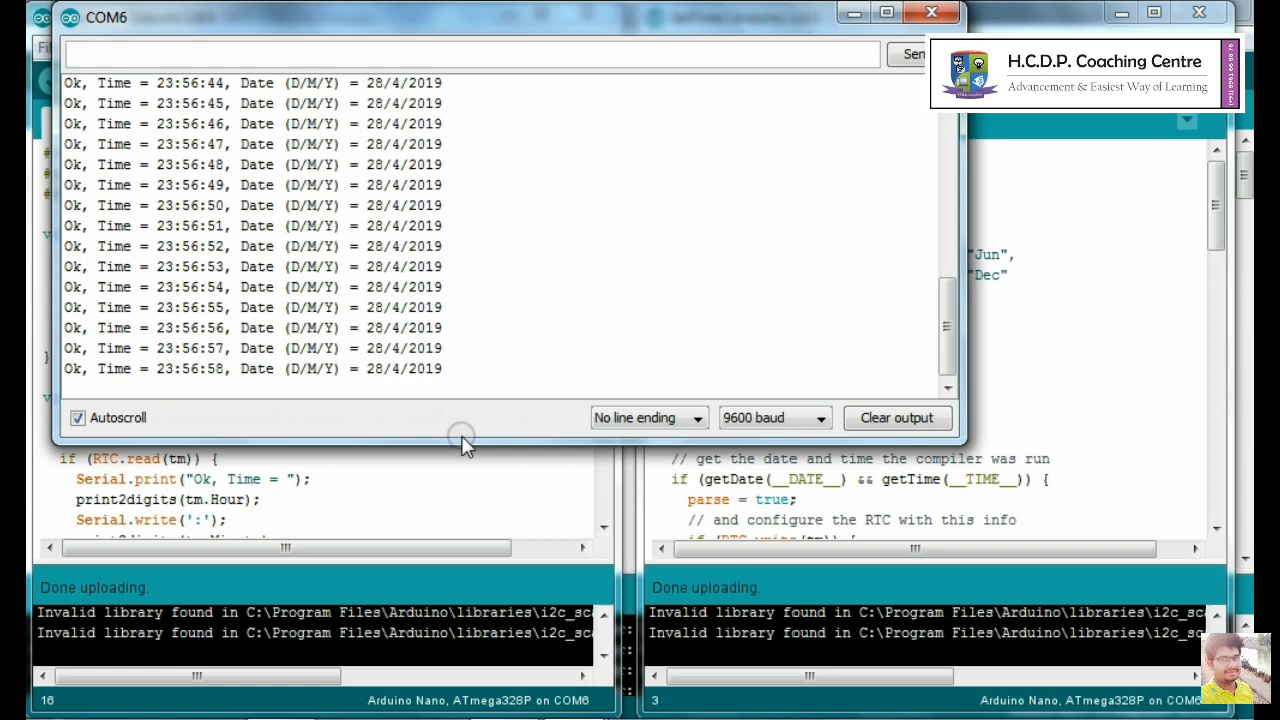 COM6
Sen
H.C.D.P. Coaching Centre
Advancement & Easiest Way of Learning
(+91) 8961 66 88 76
Ok, Time = 23:56:44, Date (D/M/Y) = 28/4/2019
Ok, Time = 23:56:45, Date (D/M/Y) = 28/4/2019
Ok, Time = 23:56:46, Date (D/M/Y) = 28/4/2019
Ok, Time = 23:56:47, Date (D/M/Y) = 28/4/2019
Ok, Time = 23:56:48, Date (D/M/Y) = 28/4/2019
Ok, Time = 23:56:49, Date (D/M/Y) = 28/4/2019
Ok, Time = 23:56:50, Date (D/M/Y) = 28/4/2019
Ok, Time = 23:56:51, Date (D/M/Y) = 28/4/2019
Ok, Time = 23:56:52, Date (D/M/Y) = 28/4/2019
Ok, Time = 23:56:53, Date (D/M/Y) = 28/4/2019
Ok, Time = 23:56:54, Date (D/M/Y) = 28/4/2019
Ok, Time = 23:56:55, Date (D/M/Y) = 28/4/2019
Ok, Time = 23:56:56, Date (D/M/Y) = 28/4/2019
Ok, Time = 23:56:57, Date (D/M/Y) = 28/4/2019
Ok, Time = 23:56:58, Date (D/M/Y) = 28/4/2019
"Jun",
"Dec"
Autoscroll
No line ending
9600 baud
Clear output
if (RTC.read(tm)) {
Serial.print("Ok, Time = ");
print2digits(tm.Hour);
Serial.write(':');
// get the date and time the compiler was run
if (getDate(__DATE__) && getTime(__TIME__)) {
parse = true;
// and configure the RTC with this info
if (RTC.write(tm)) {
Done uploading.
Invalid library found in C:\Program Files\Arduino\libraries\i2c_sc
Invalid library found in C:\Program Files\Arduino\libraries\i2c_sc
16
Arduino Nano, ATmega328P on COM6
Done uploading.
Invalid library found in C:\Program Files\Arduino\libraries\i2c_sc
Invalid library found in C:\Program Files\Arduino\libraries\i2c_sc
3
Arduino Nano, ATmega328P on COM6